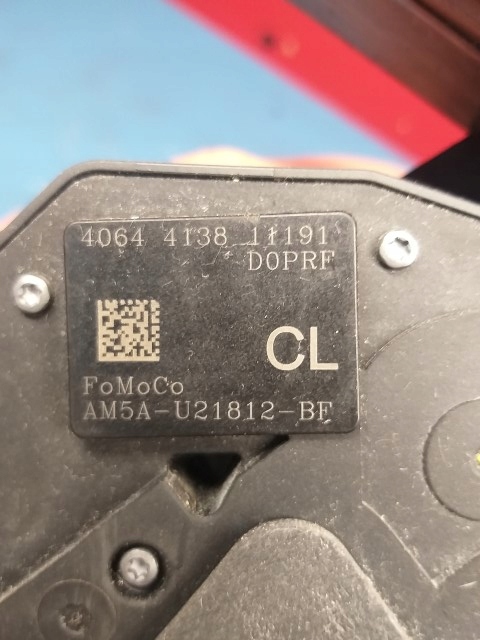 4064 4138 11191
D0PRF
CL
FoMoCo
AM5A-U21812-BF